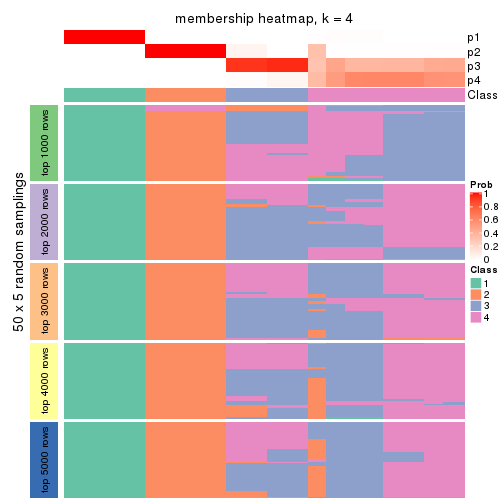 membership heatmap, k = 4
p1
p2
p3
p4
Class
50 x 5 random samplings
top 1000 rows
top 2000 rows
top 3000 rows
top 4000 rows
top 5000 rows
Prob
1
0.8
0.6
0.4
0.2
0
Class
1
2
3
4